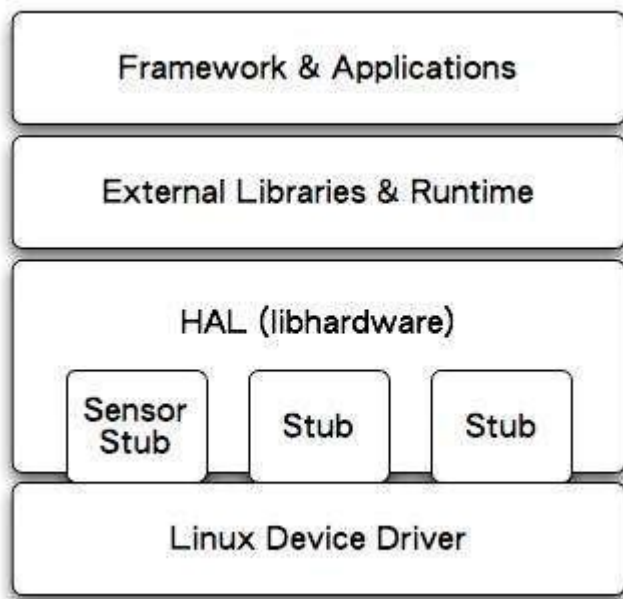 Framework & Applications
External Libraries & Runtime
HAL (libhardware)
Sensor
Stub
Stub
Stub
Linux Device Driver